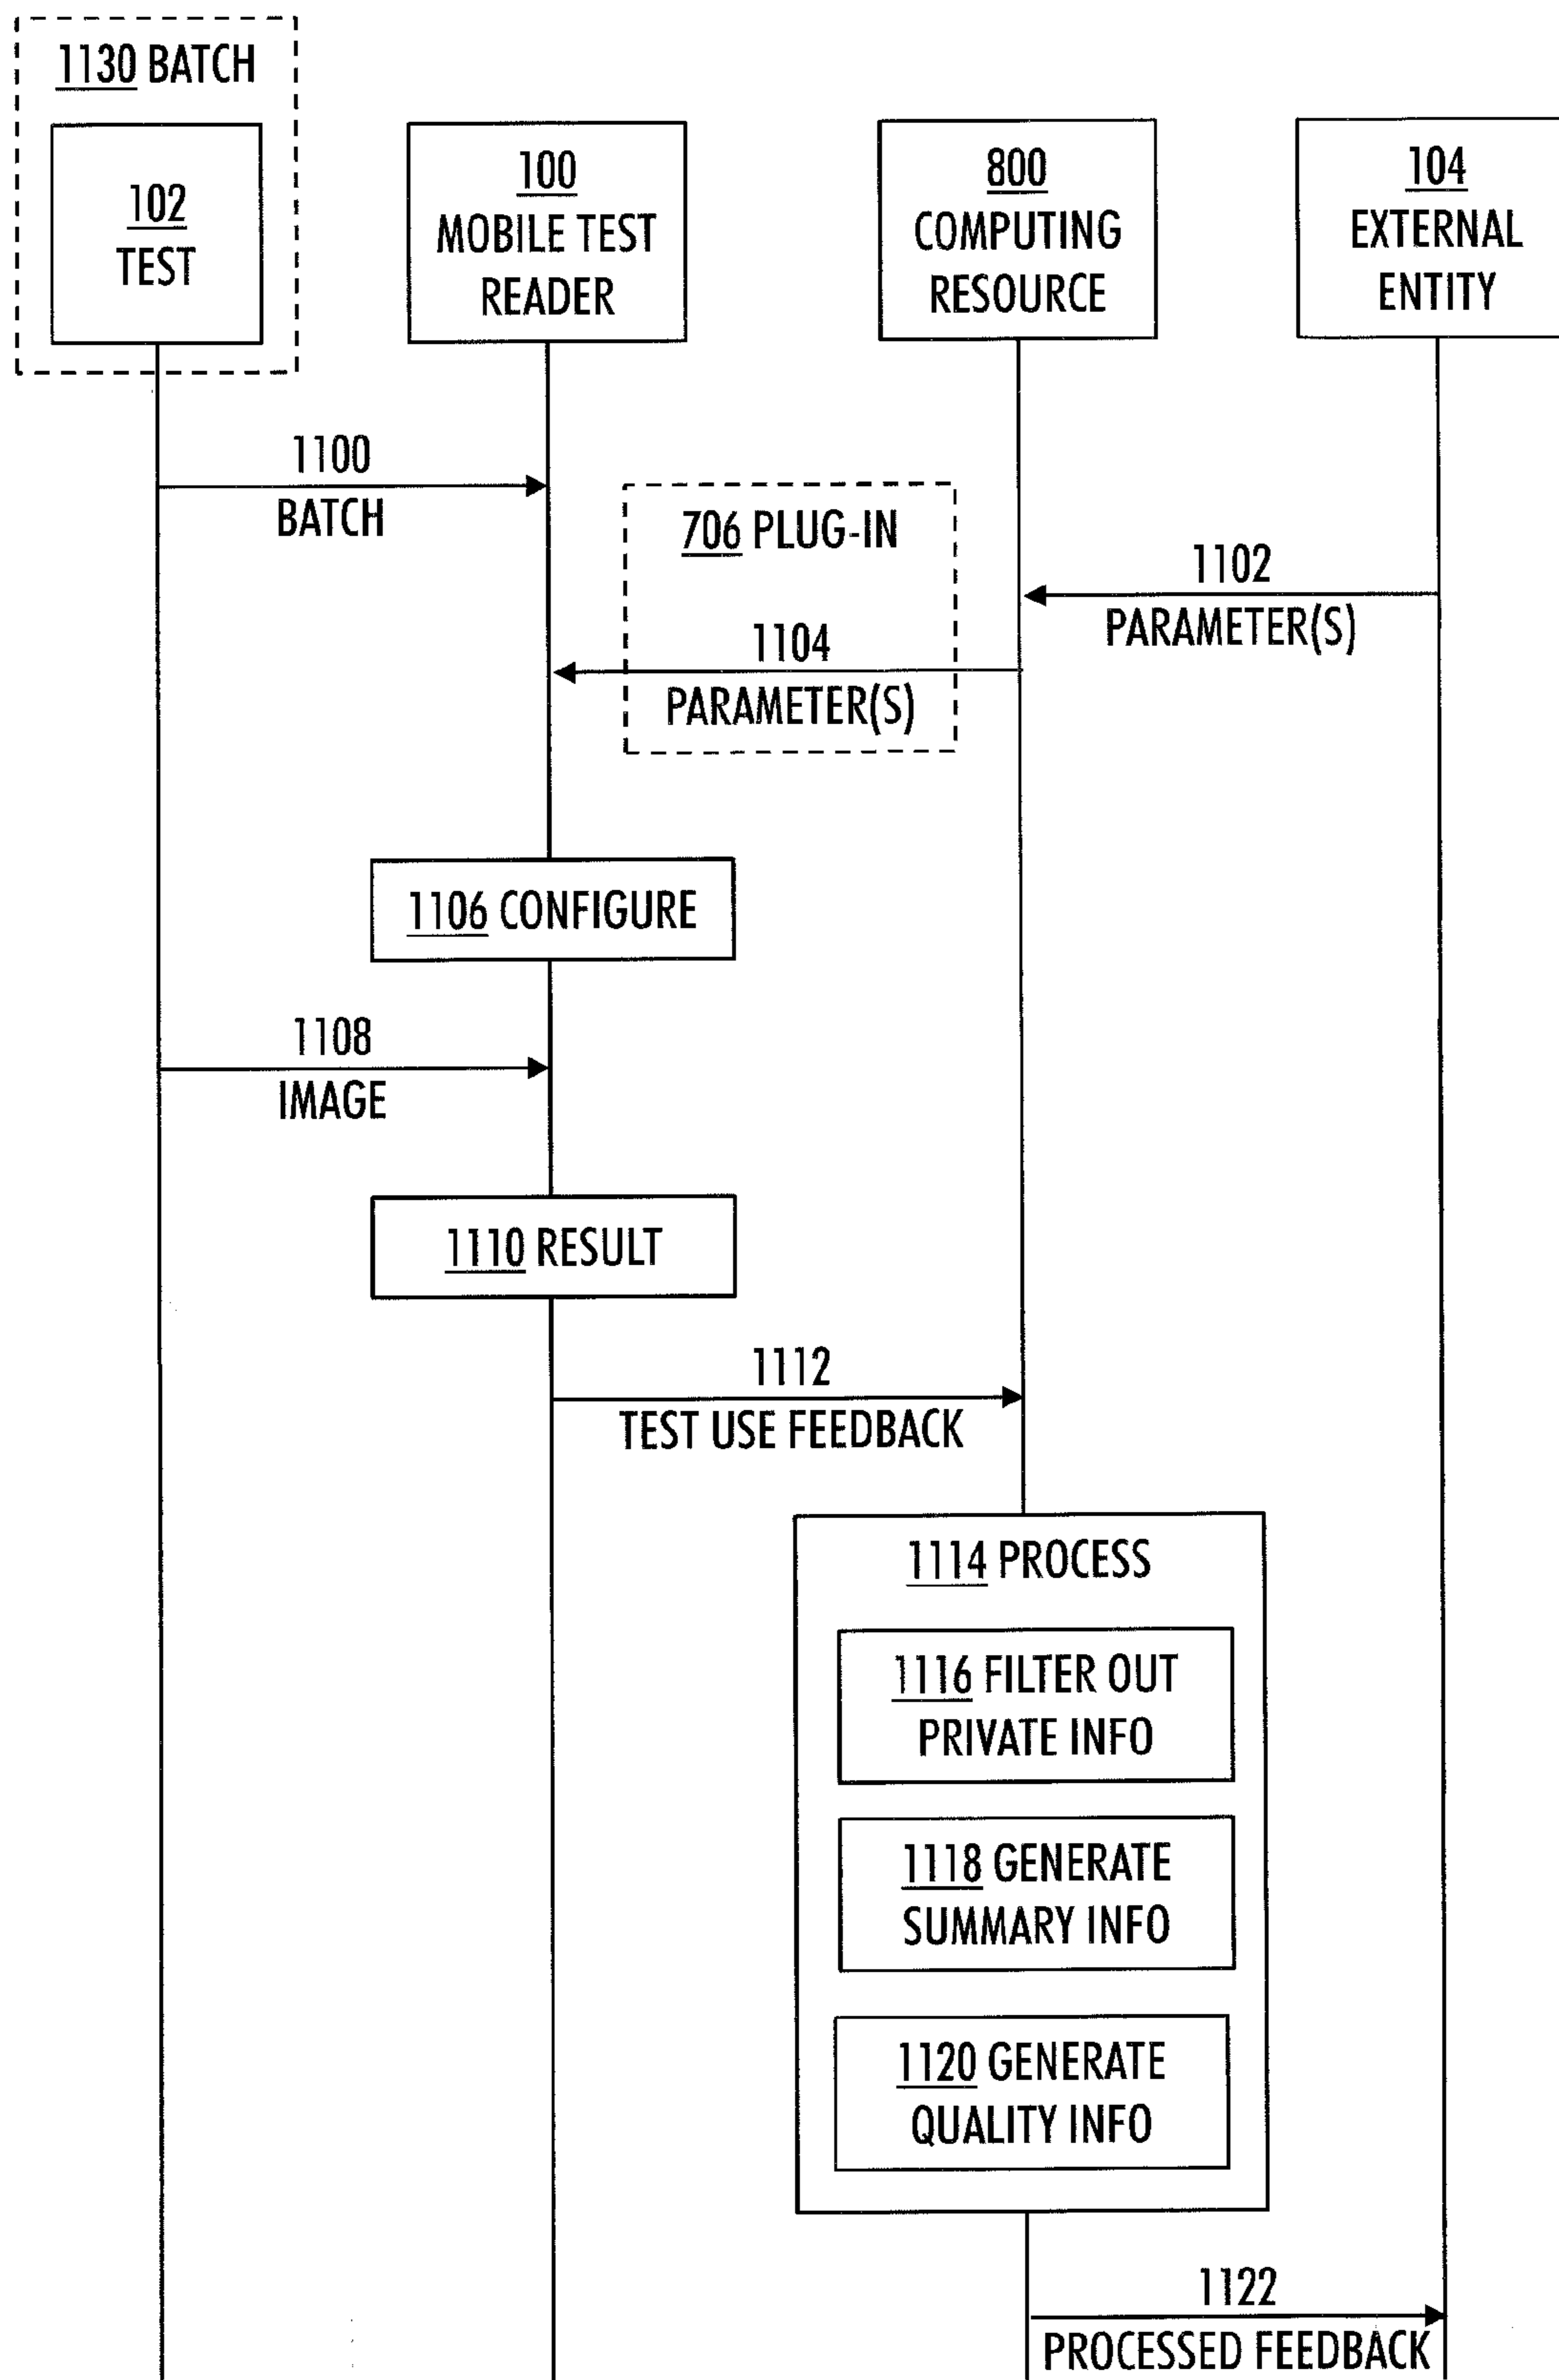 1130 BATCH
102
TEST
100
MOBILE TEST
READER
800
COMPUTING
RESOURCE
104
EXTERNAL
ENTITY
1100
BATCH
706 PLUG-IN
1102
PARAMETER(S)
1104
PARAMETER(S)
1106 CONFIGURE
1108
IMAGE
1110 RESULT
1112
TEST USE FEEDBACK
1114 PROCESS
1116 FILTER OUT
PRIVATE INFO
1118 GENERATE
SUMMARY INFO
1120 GENERATE
QUALITY INFO
1122
PROCESSED FEEDBACK